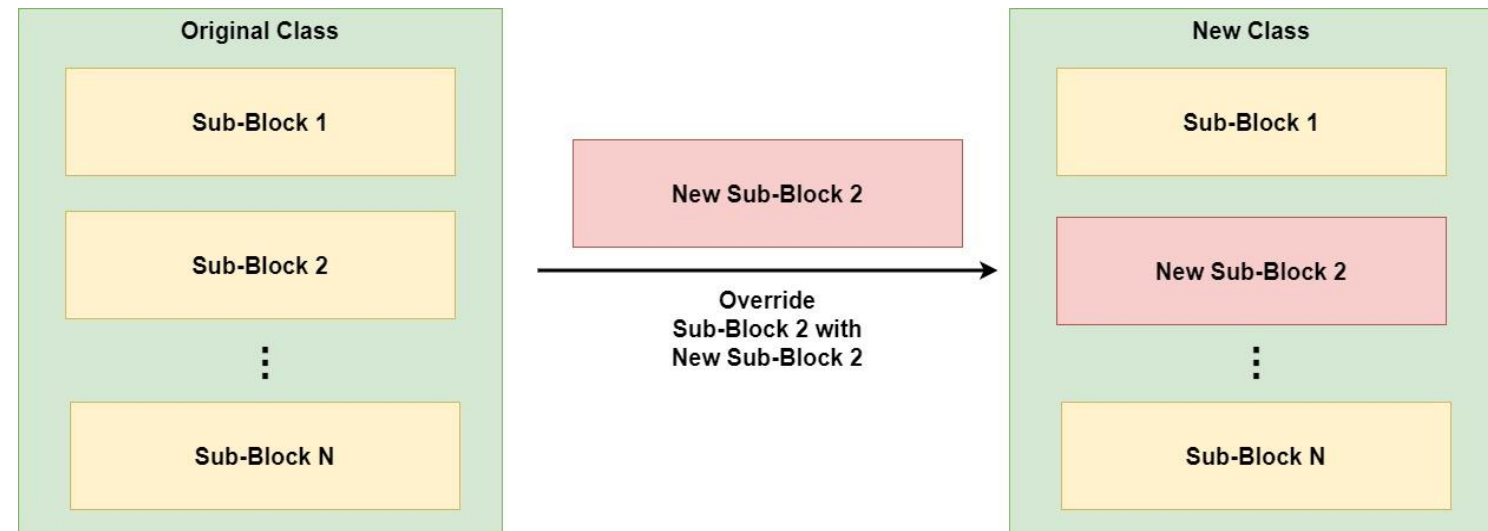 Original Class
Sub-Block 1
Sub-Block 2
⋮
Sub-Block N
New Sub-Block 2
Override
Sub-Block 2 with
New Sub-Block 2
New Class
Sub-Block 1
New Sub-Block 2
⋮
Sub-Block N